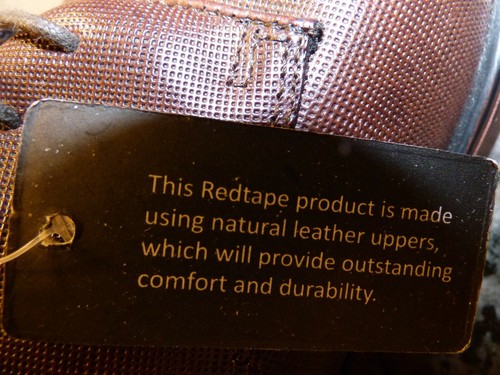 This Redtape product is made
using natural leather uppers,
which will provide outstanding
comfort and durability.